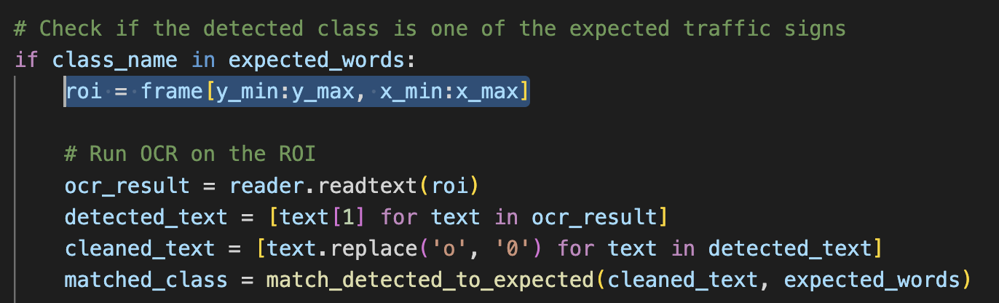 # Check if the detected class is one of the expected traffic signs
if class_name in expected_words:
    roi = frame[y_min:y_max, x_min:x_max]
    # Run OCR on the ROI
    ocr_result = reader.readtext(roi)
    detected_text = [text[1] for text in ocr_result]
    cleaned_text = [text.replace('o', '0') for text in detected_text]
    matched_class = match_detected_to_expected(cleaned_text, expected_words)